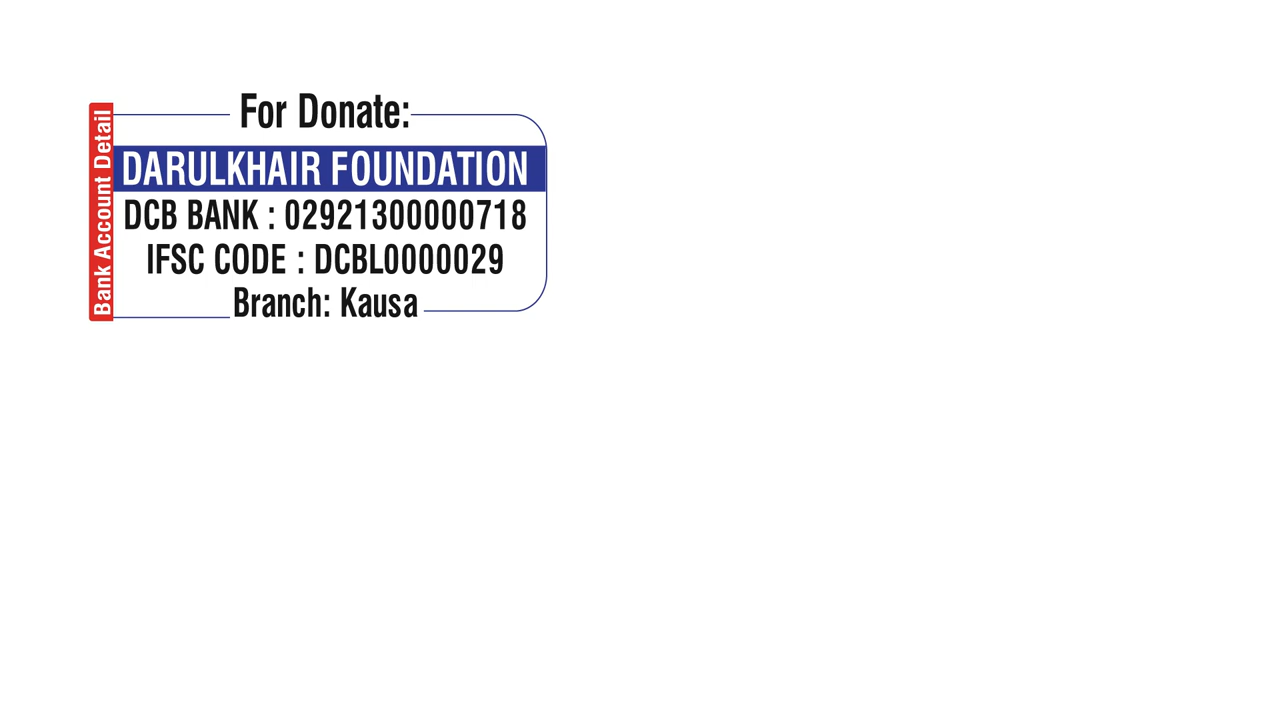 For Donate:
Bank Account Detail
DARULKHAIR FOUNDATION
DCB BANK : 02921300000718
IFSC CODE : DCBL0000029
Branch: Kausa